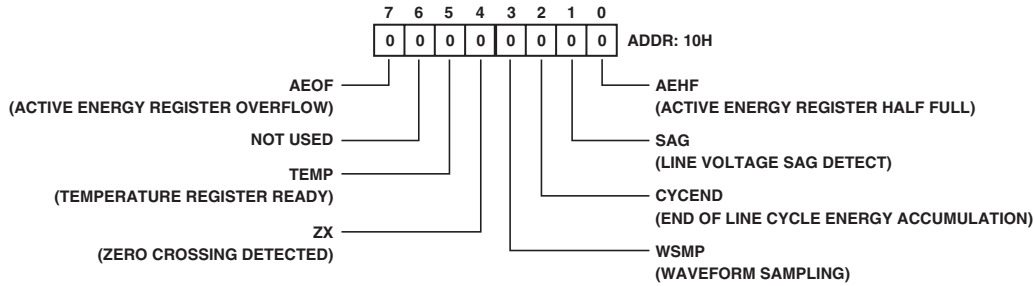 7 6 5 4 3 2 1 0
0 0 0 0 0 0 0 0 ADDR: 10H
AEOF
(ACTIVE ENERGY REGISTER OVERFLOW)
NOT USED
TEMP
(TEMPERATURE REGISTER READY)
ZX
(ZERO CROSSING DETECTED)
AEHF
(ACTIVE ENERGY REGISTER HALF FULL)
SAG
(LINE VOLTAGE SAG DETECT)
CYCEND
(END OF LINE CYCLE ENERGY ACCUMULATION)
WSMP
(WAVEFORM SAMPLING)